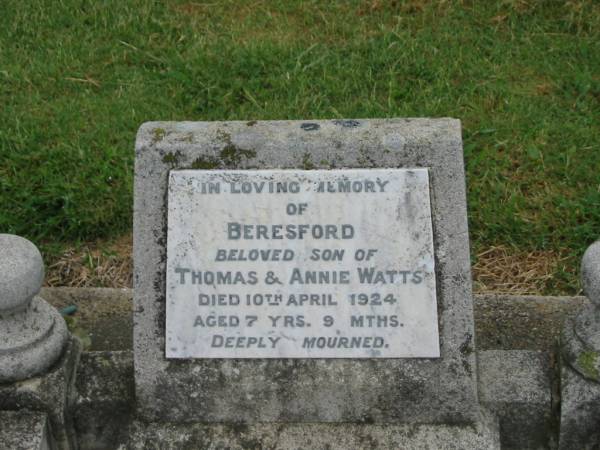 IN LOVING MEMORY
OF
BERESFORD
BELOVED SON OF
THOMAS & ANNIE WATTS
DIED 10TH APRIL 1924
AGED 7 YRS. 9 MTHS.
DEEPLY MOURNED.